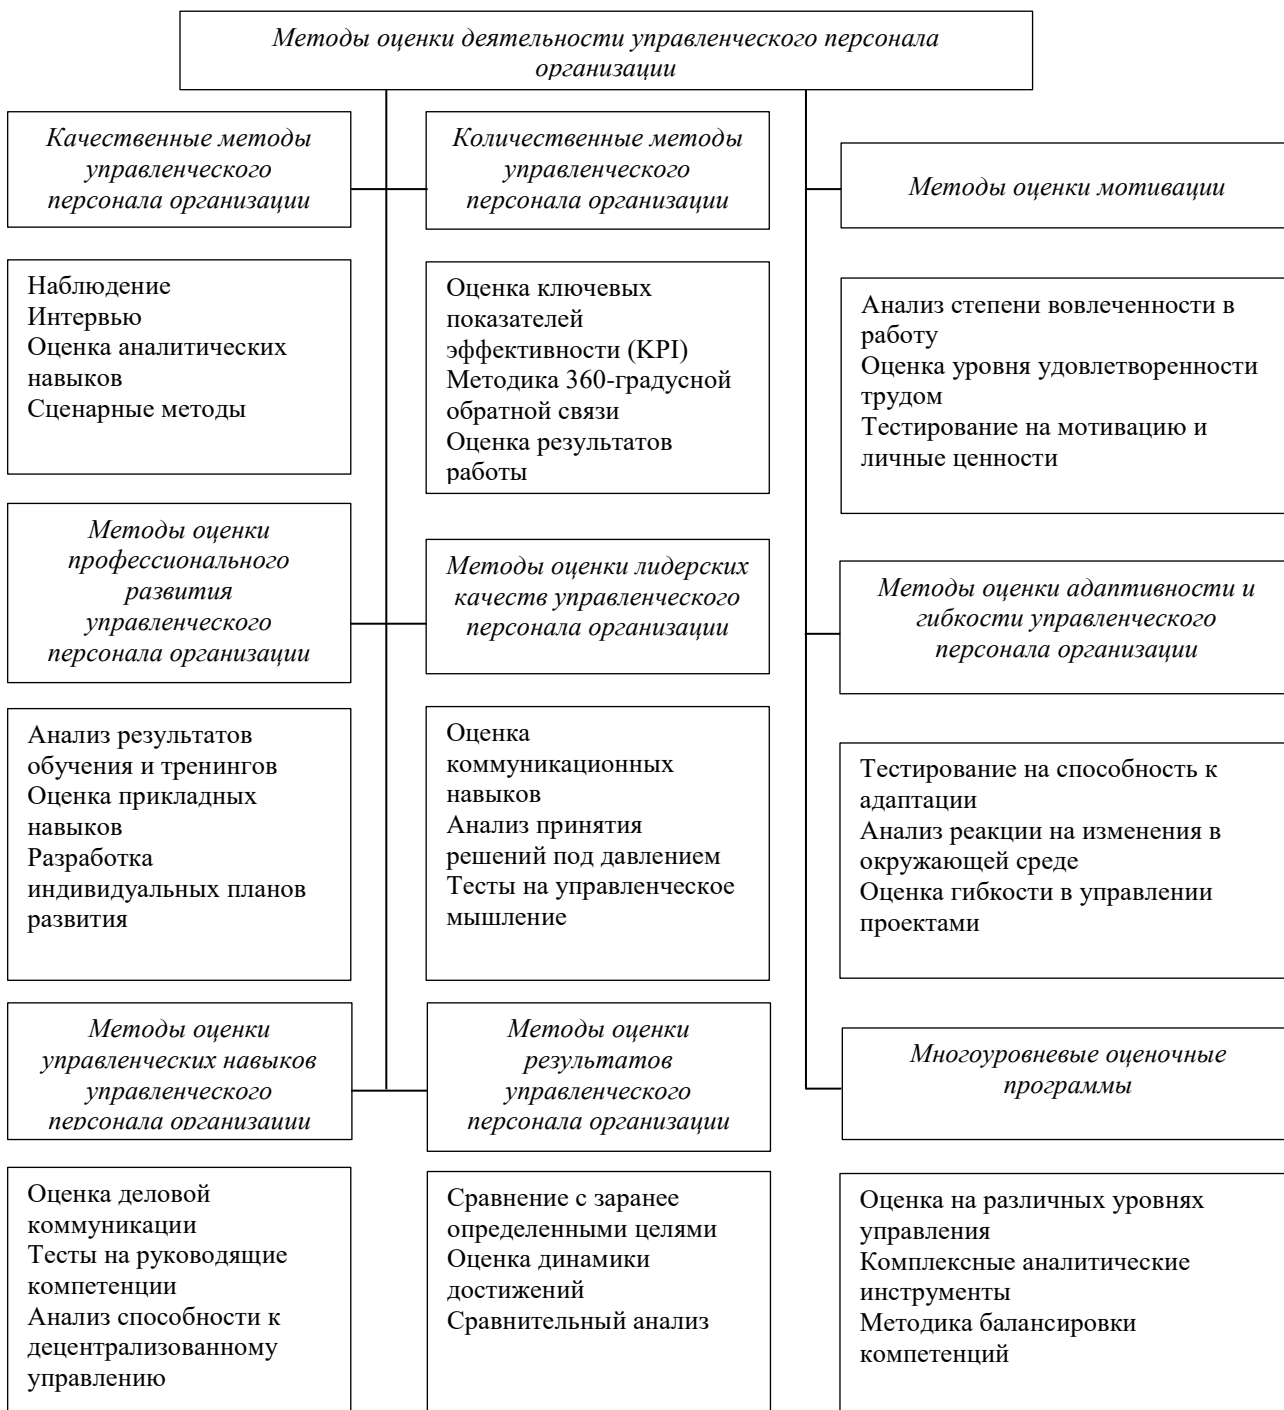 Методы оценки деятельности управленческого персонала
организации
Качественные методы
управленческого
персонала организации
Количественные методы
управленческого
персонала организации
Методы оценки мотивации
Наблюдение
Интервью
Оценка аналитических
навыков
Сценарные методы
Оценка ключевых
показателей
эффективности (KPI)
Методика 360-градусной
обратной связи
Оценка результатов
работы
Анализ степени вовлеченности в
работу
Оценка уровня удовлетворенности
трудом
Тестирование на мотивацию и
личные ценности
Методы оценки
профессионального
развития
управленческого
персонала организации
Методы оценки лидерских
качеств управленческого
персонала организации
Методы оценки адаптивности и
гибкости управленческого
персонала организации
Анализ результатов
обучения и тренингов
Оценка прикладных
навыков
Разработка
индивидуальных планов
развития
Оценка
коммуникационных
навыков
Анализ принятия
решений под давлением
Тесты на управленческое
мышление
Тестирование на способность к
адаптации
Анализ реакции на изменения в
окружающей среде
Оценка гибкости в управлении
проектами
Методы оценки
управленческих навыков
управленческого
персонала организации
Методы оценки
результатов
управленческого
персонала организации
Многоуровневые оценочные
программы
Оценка деловой
коммуникации
Тесты на руководящие
компетенции
Анализ способности к
децентрализованному
управлению
Сравнение с заранее
определенными целями
Оценка динамики
достижений
Сравнительный анализ
Оценка на различных уровнях
управления
Комплексные аналитические
инструменты
Методика балансировки
компетенций